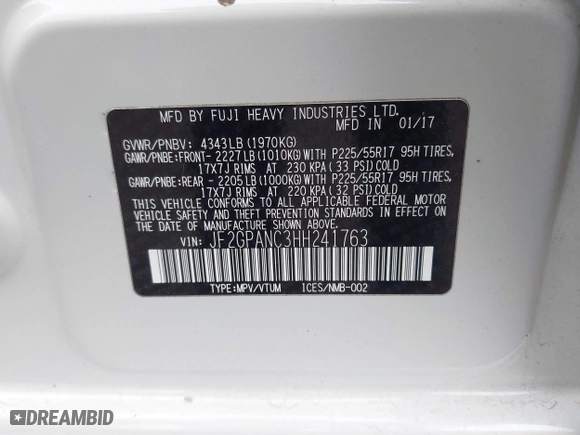 MFD BY FUJI HEAVY INDUSTRIES LTD.
MFD IN 01/17
GVWR/PNBV: 4343LB(1970KG)
GAWR/PNBE:FRONT- 2227LB(1010KG)WITH P225/55R17 95H TIRES,
17X7J RIMS AT 230 KPA( 33 PSI)COLD
GAWR/PNBE:REAR - 2205LB(1000KG)WITH P225/55R17 95H TIRES,
17X7J RIMS AT 220 KPA( 32 PSI)COLD
THIS VEHICLE CONFORMS TO ALL APPLICABLE FEDERAL MOTOR
VEHICLE SAFETY AND THEFT PREVENTION STANDARDS IN EFFECT
ON THE DATE OF MANUFACTURE SHOWN ABOVE.
VIN: JF2GPANC3HH241763
TYPE:MPV/VTUM ICES/NMB-002
DREAMBID